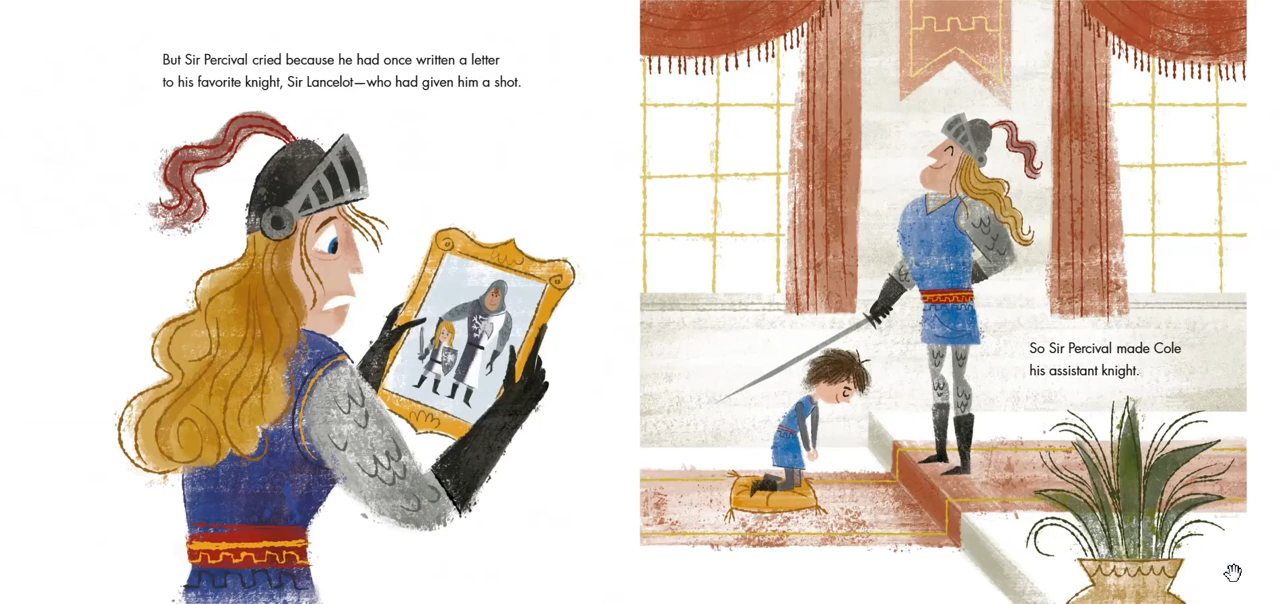 But Sir Percival cried because he had once written a letter
to his favorite knight, Sir Lancelot—who had given him a shot.
So Sir Percival made Cole
his assistant knight.